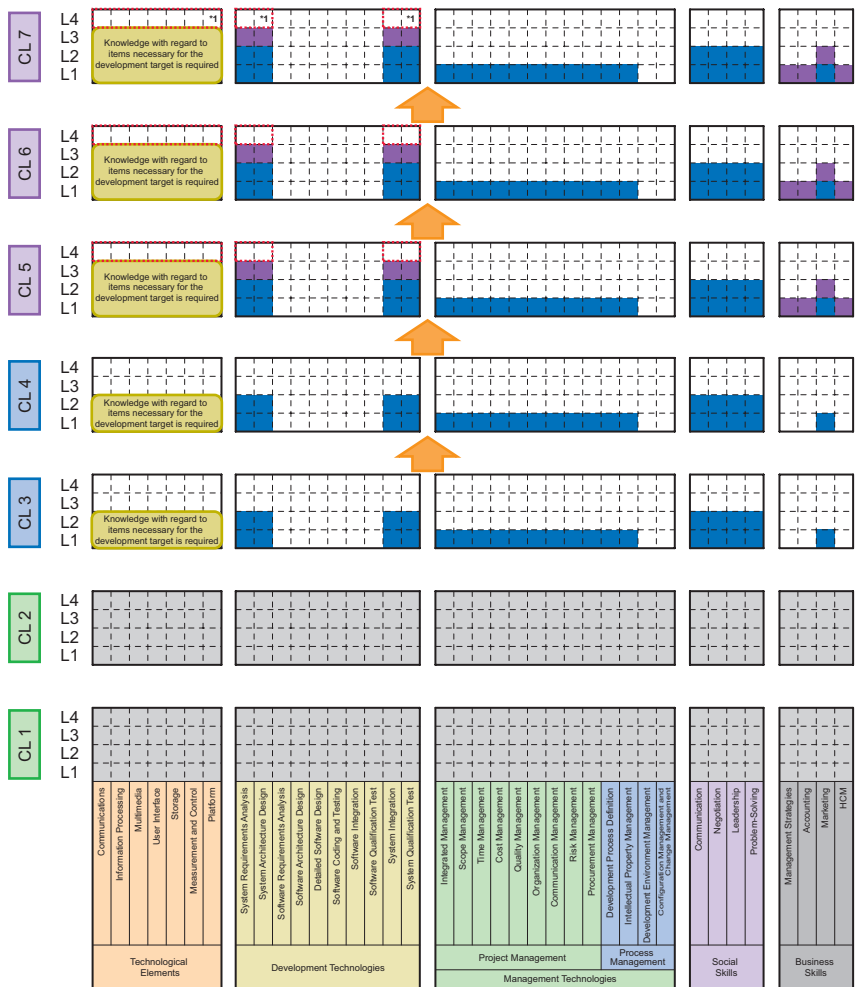 CL 7
L4
L3
L2
L1
*1
*1
*1
Knowledge with regard to
items necessary for the
development target is required
CL 6
L4
L3
L2
L1
Knowledge with regard to
items necessary for the
development target is required
CL 5
L4
L3
L2
L1
Knowledge with regard to
items necessary for the
development target is required
CL 4
L4
L3
L2
L1
Knowledge with regard to
items necessary for the
development target is required
CL 3
L4
L3
L2
L1
Knowledge with regard to
items necessary for the
development target is required
CL 2
L4
L3
L2
L1
CL 1
L4
L3
L2
L1
Communications
Information Processing
Multimedia
User Interface
Storage
Measurement and Control
Platform
System Requirements Analysis
System Architecture Design
Software Requirements Analysis
Software Architecture Design
Detailed Software Design
Software Coding and Testing
Software Integration
Software Qualification Test
System Integration
System Qualification Test
Integrated Management
Scope Management
Time Management
Cost Management
Quality Management
Organization Management
Communication Management
Risk Management
Procurement Management
Development Process Definition
Intellectual Property Management
Development Environment Management
Configuration Management and
Change Management
Communication
Negotiation
Leadership
Problem-Solving
Management Strategies
Accounting
Marketing
HCM
Technological
Elements
Development Technologies
Project Management
Process
Management
Management Technologies
Social
Skills
Business
Skills